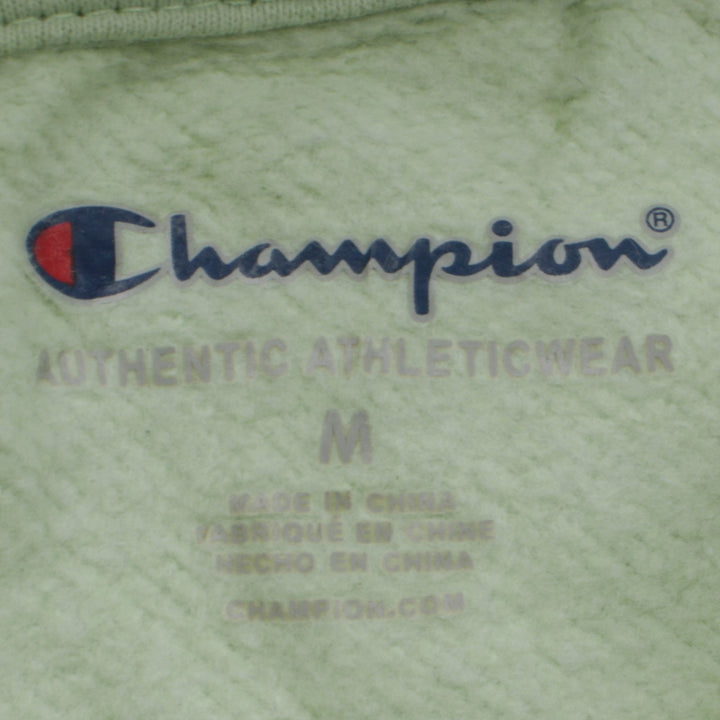 Champion®
AUTHENTIC ATHLETICWEAR
M
MADE IN CHINA
FABRIQUÉ EN CHINE
HECHO EN CHINA
CHAMPION.COM